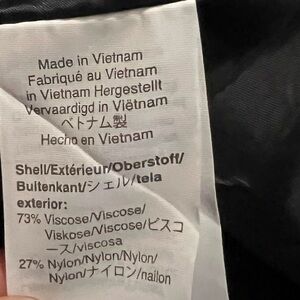 Made in Vietnam
Fabriqué au Vietnam
in Vietnam Hergestellt
Vervaardigd in Viëtnam
ベトナム製
Hecho en Vietnam
Shell/Extérieur/Oberstoff/
Buitenkant/シェル/tela
exterior:
73% Viscose/Viscose/
Viskose/Viscose/ビスコ
ース/viscosa
27% Nylon/Nylon/Nylon/
Nylon/ナイロン/nailon